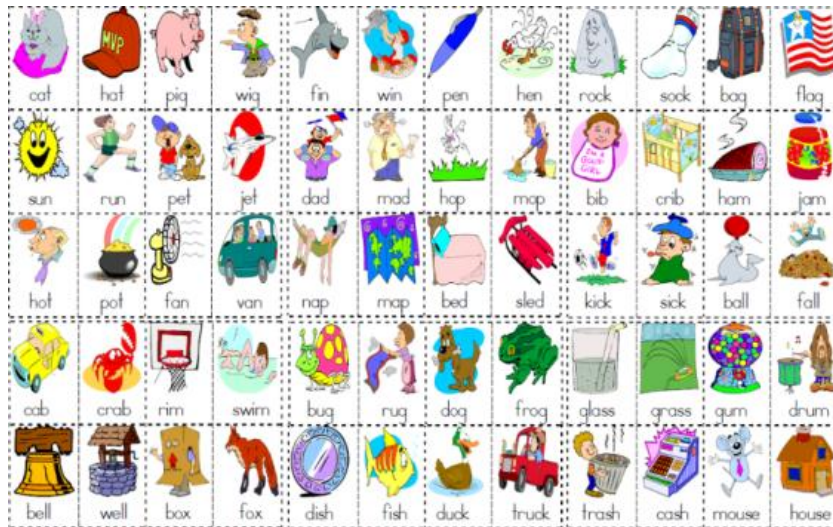 MVP
cat hat pig wig fin win pen hen rock sock bag flag
I'm A GOOD GIRL
sun run pet jet dad mad hop mop bib crib ham jam
hot pot fan van nap map bed sled kick sick ball fall
cab crab rim swim bug rug dog frog glass grass gum drum
bell well box fox dish fish duck truck trash cash mouse house